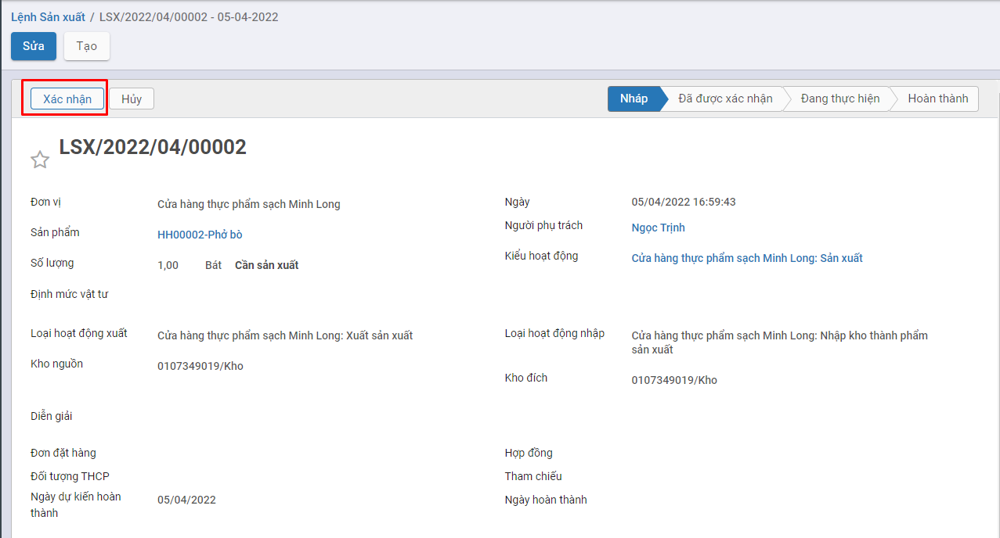 Lệnh Sản xuất / LSX/2022/04/00002 - 05-04-2022
Sửa Tạo
Xác nhận Hủy Nháp Đã được xác nhận Đang thực hiện Hoàn thành
LSX/2022/04/00002
Đơn vị Cửa hàng thực phẩm sạch Minh Long Ngày 05/04/2022 16:59:43
Sản phẩm HH00002-Phở bò Người phụ trách Ngọc Trịnh
Số lượng 1,00 Bát Cần sản xuất Kiểu hoạt động Cửa hàng thực phẩm sạch Minh Long: Sản xuất
Định mức vật tư
Loại hoạt động xuất Cửa hàng thực phẩm sạch Minh Long: Xuất sản xuất Loại hoạt động nhập Cửa hàng thực phẩm sạch Minh Long: Nhập kho thành phẩm
sản xuất
Kho nguồn 0107349019/Kho Kho đích 0107349019/Kho
Diễn giải
Đơn đặt hàng Hợp đồng
Đối tượng THCP Tham chiếu
Ngày dự kiến hoàn 05/04/2022 Ngày hoàn thành
thành